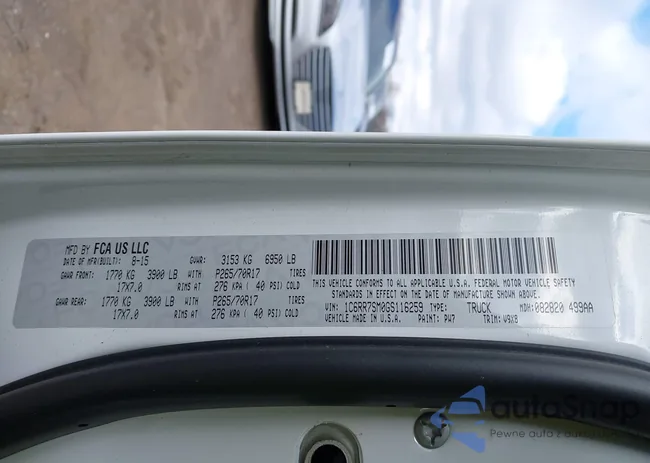 MFD BY FCA US LLC
DATE OF MFR(BUILT): 8-15 GVWR: 3153 KG 6950 LB
GAWR FRONT: 1770 KG 3900 LB WITH P265/70R17 TIRES
17X7.0 RIMS AT 276 KPA ( 40 PSI) COLD
GAWR REAR: 1770 KG 3900 LB WITH P265/70R17 TIRES
17X7.0 RIMS AT 276 KPA ( 40 PSI) COLD
THIS VEHICLE CONFORMS TO ALL APPLICABLE U.S.A. FEDERAL MOTOR VEHICLE SAFETY
STANDARDS IN EFFECT ON THE DATE OF MANUFACTURE SHOWN ABOVE.
VIN: 1C6RR7SM0GS116259 TYPE: TRUCK MDH: 082820 499AA
VEHICLE MADE IN U.S.A. PAINT: PW7 TRIM: V9X8
autoShop
Pewne auta z